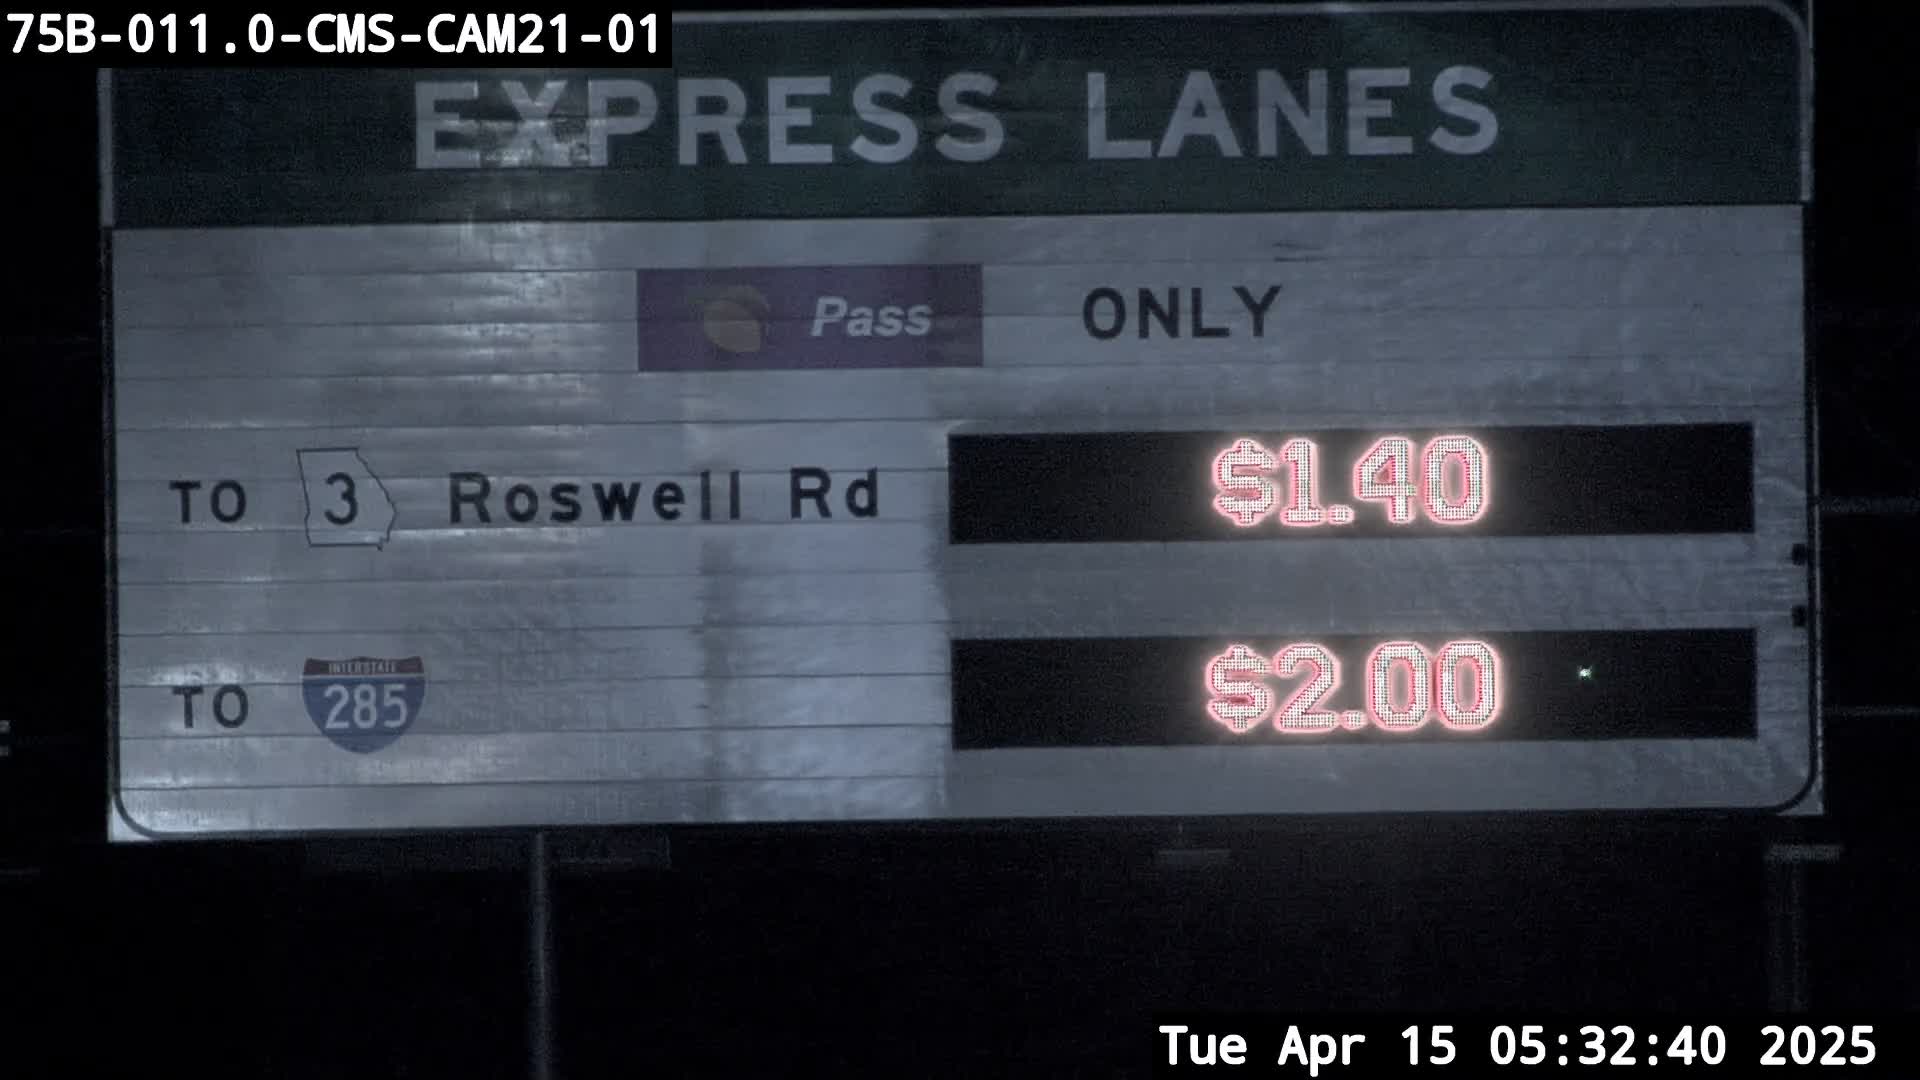 75B-011.0-CMS-CAM21-01
EXPRESS LANES
Pass ONLY
TO 3 Roswell Rd $1.40
TO INTERSTATE 285 $2.00
Tue Apr 15 05:32:40 2025